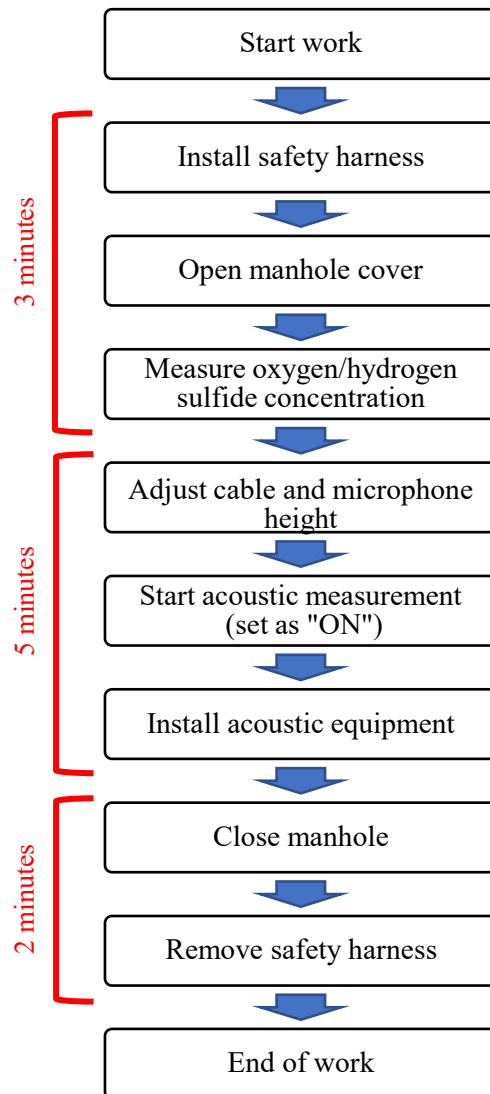 Start work
3 minutes
Install safety harness
Open manhole cover
Measure oxygen/hydrogen
sulfide concentration
5 minutes
Adjust cable and microphone
height
Start acoustic measurement
(set as "ON")
Install acoustic equipment
2 minutes
Close manhole
Remove safety harness
End of work